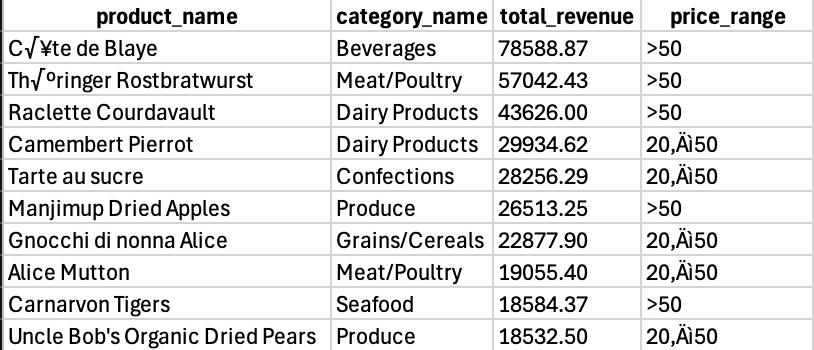 product_name category_name total_revenue price_range
C√¥te de Blaye Beverages 78588.87 >50
Th√ºringer Rostbratwurst Meat/Poultry 57042.43 >50
Raclette Courdavault Dairy Products 43626.00 >50
Camembert Pierrot Dairy Products 29934.62 20‚Äì50
Tarte au sucre Confections 28256.29 20‚Äì50
Manjimup Dried Apples Produce 26513.25 >50
Gnocchi di nonna Alice Grains/Cereals 22877.90 20‚Äì50
Alice Mutton Meat/Poultry 19055.40 20‚Äì50
Carnarvon Tigers Seafood 18584.37 >50
Uncle Bob's Organic Dried Pears Produce 18532.50 20‚Äì50